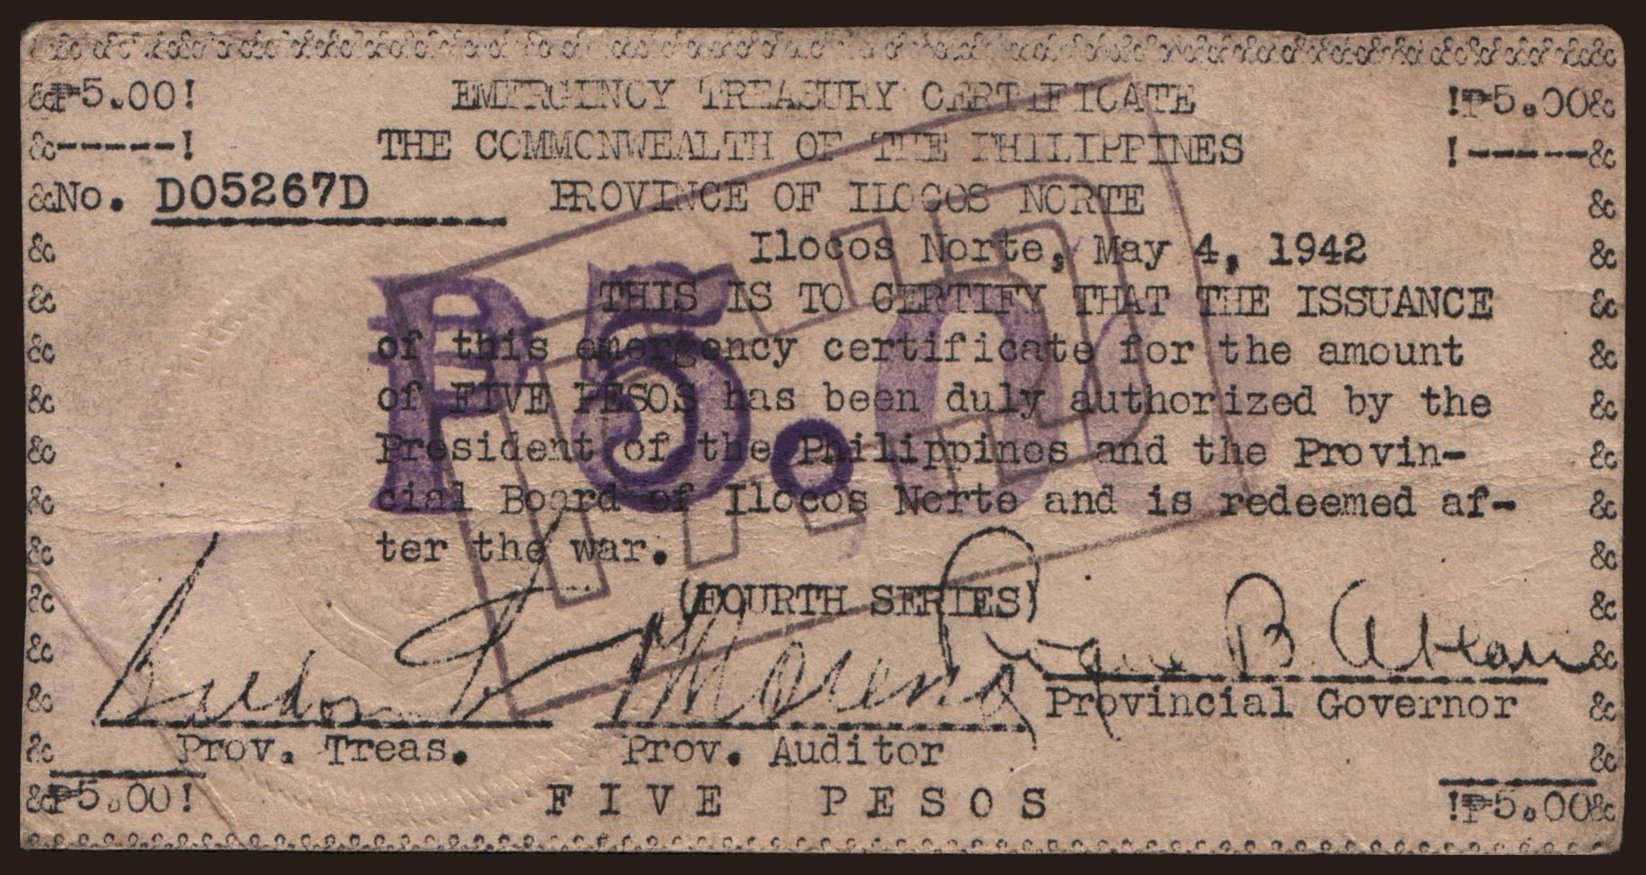 ₱5.00! EMERGENCY TREASURY CERTIFICATE !₱5.00
THE COMMONWEALTH OF THE PHILIPPINES
No. D05267D PROVINCE OF ILOCOS NORTE
Ilocos Norte, May 4, 1942
THIS IS TO CERTIFY THAT THE ISSUANCE
of this emergency certificate for the amount
of FIVE PESOS has been duly authorized by the
President of the Philippines and the Provin-
cial Board of Ilocos Norte and is redeemed af-
ter the war.
₱5.00
(FOURTH SERIES)
Roque B. Ablan
Provincial Governor
Prov. Treas. Prov. Auditor
₱5.00! FIVE PESOS !₱5.00